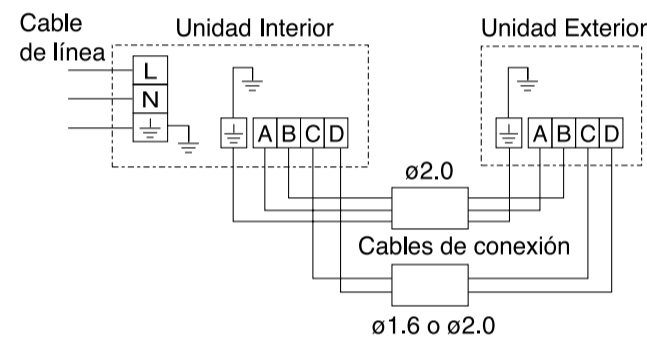 Cable
de línea
Unidad Interior
Unidad Exterior
L
N
A B C D
A B C D
ø2.0
Cables de conexión
ø1.6 o ø2.0